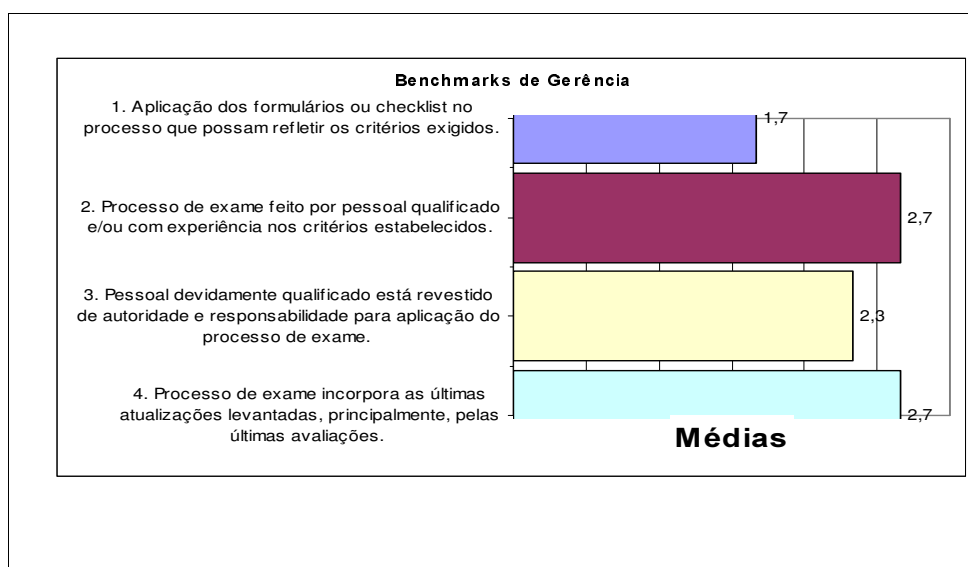 Benchmarks de Gerência
1. Aplicação dos formulários ou checklist no
processo que possam refletir os critérios exigidos.
1,7
2. Processo de exame feito por pessoal qualificado
e/ou com experiência nos critérios estabelecidos.
2,7
3. Pessoal devidamente qualificado está revestido
de autoridade e responsabilidade para aplicação do
processo de exame.
2,3
4. Processo de exame incorpora as últimas
atualizações levantadas, principalmente, pelas
últimas avaliações.
2,7
Médias